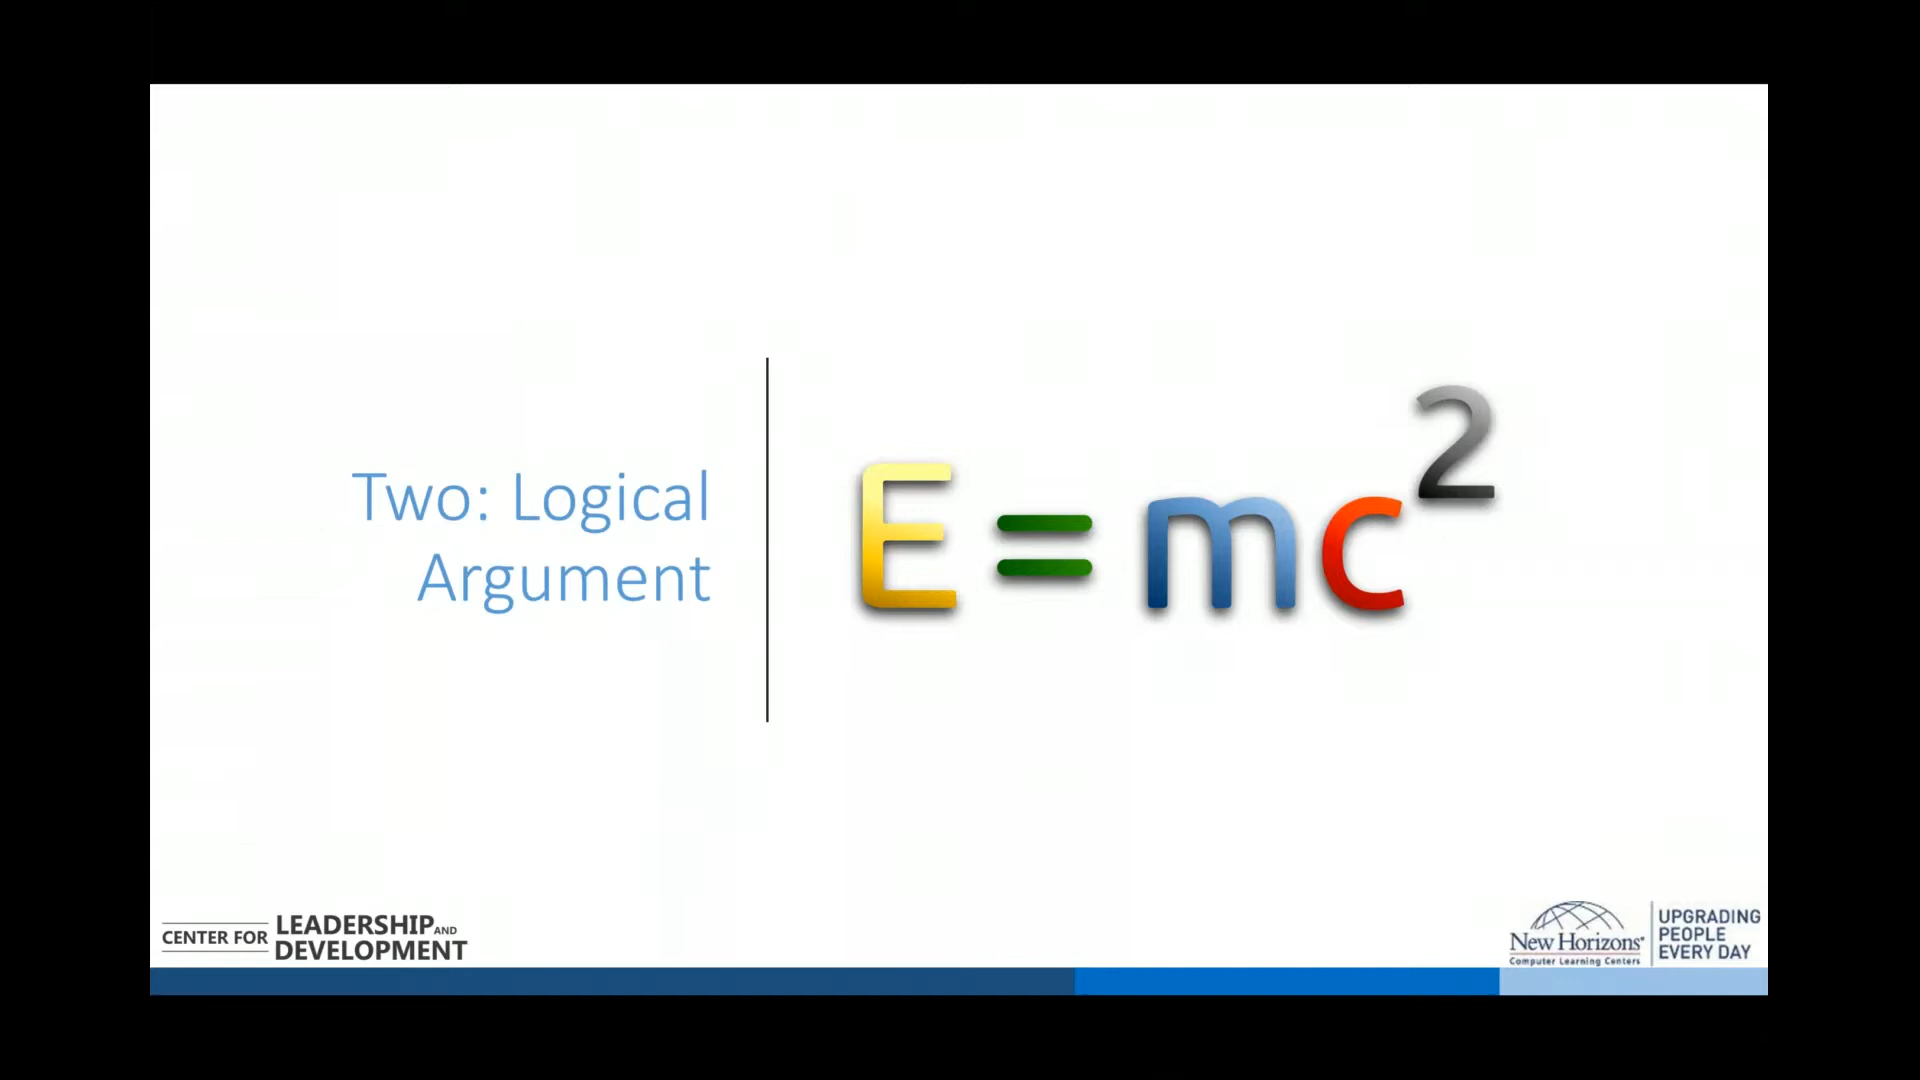 Two: Logical
Argument
E = mc²
CENTER FOR LEADERSHIP AND
DEVELOPMENT
New Horizons®
Computer Learning Centers
UPGRADING
PEOPLE
EVERY DAY